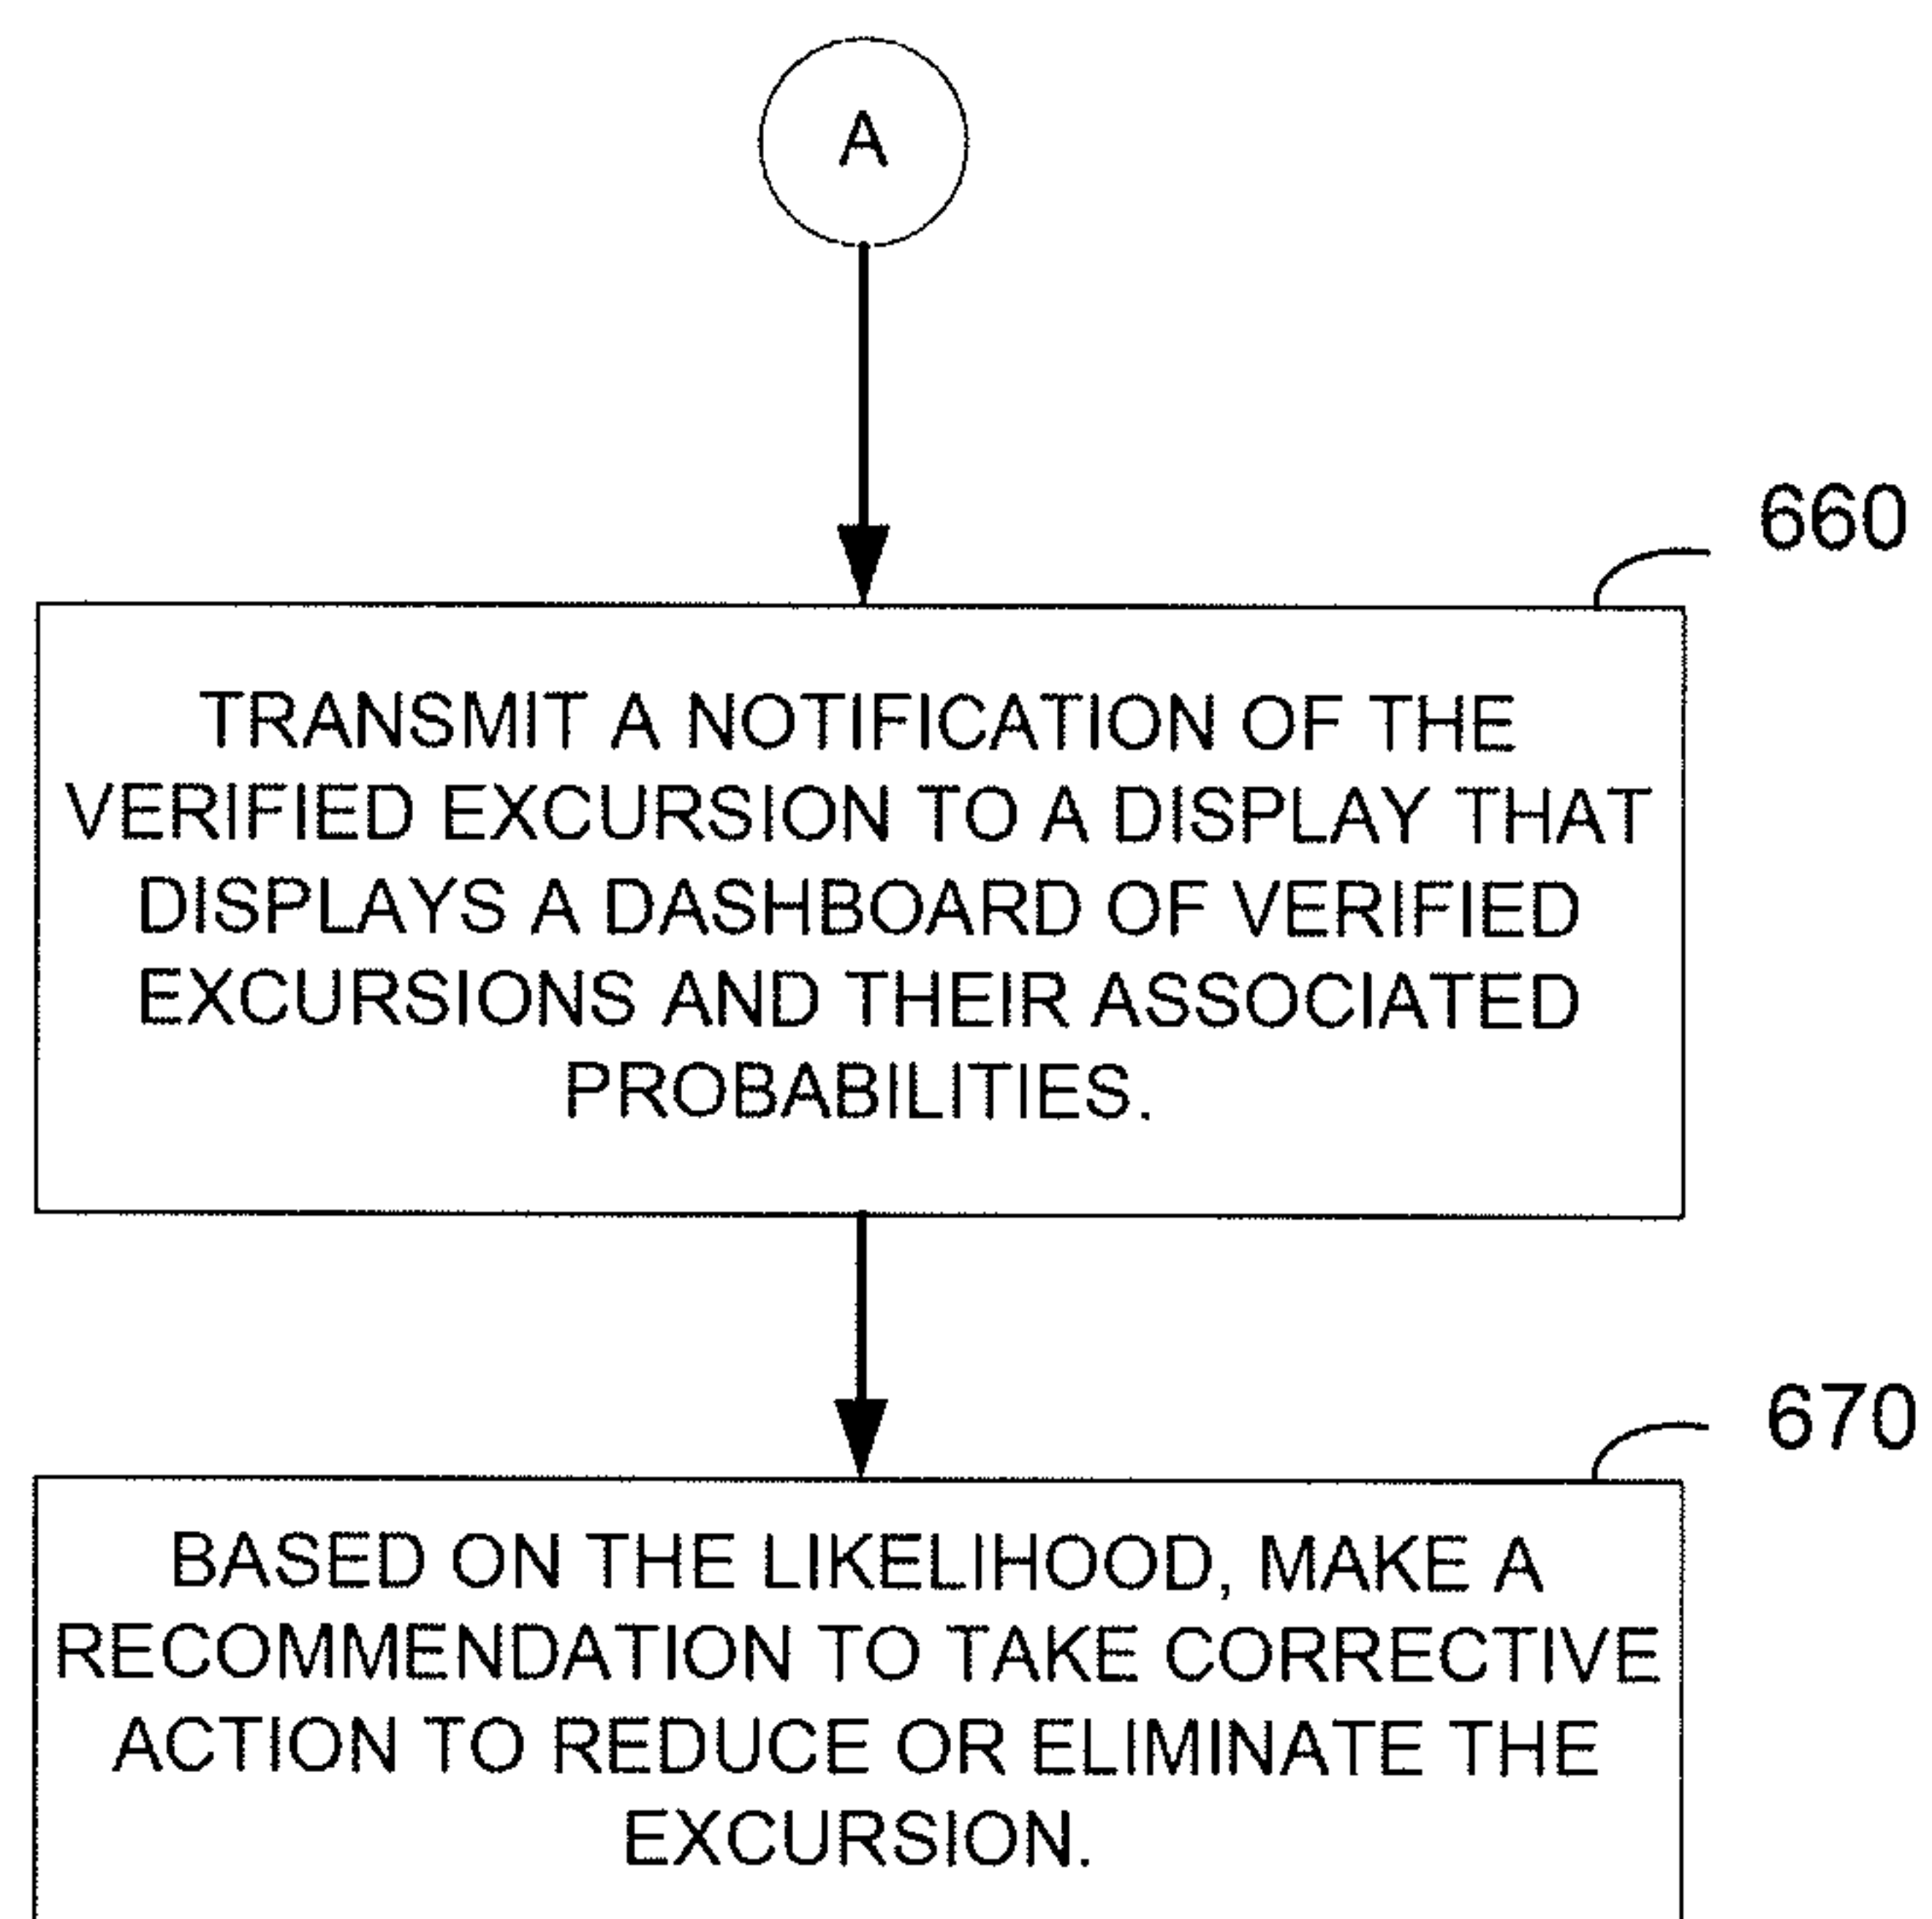 A
660
TRANSMIT A NOTIFICATION OF THE
VERIFIED EXCURSION TO A DISPLAY THAT
DISPLAYS A DASHBOARD OF VERIFIED
EXCURSIONS AND THEIR ASSOCIATED
PROBABILITIES.
670
BASED ON THE LIKELIHOOD, MAKE A
RECOMMENDATION TO TAKE CORRECTIVE
ACTION TO REDUCE OR ELIMINATE THE
EXCURSION.